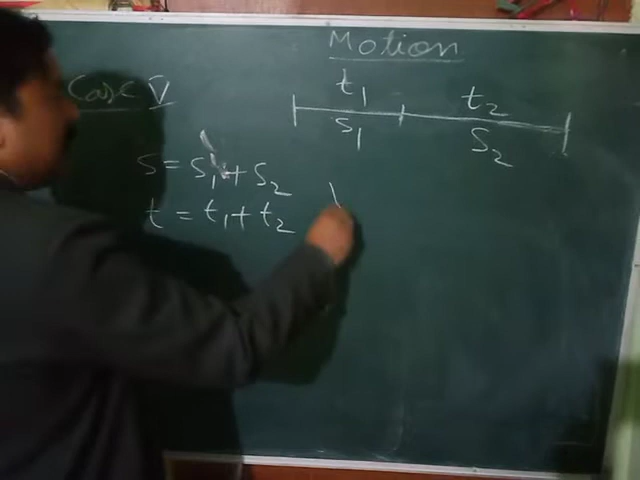 Motion
Case V
t₁ t₂
s₁ s₂
s = s₁ + s₂
t = t₁ + t₂